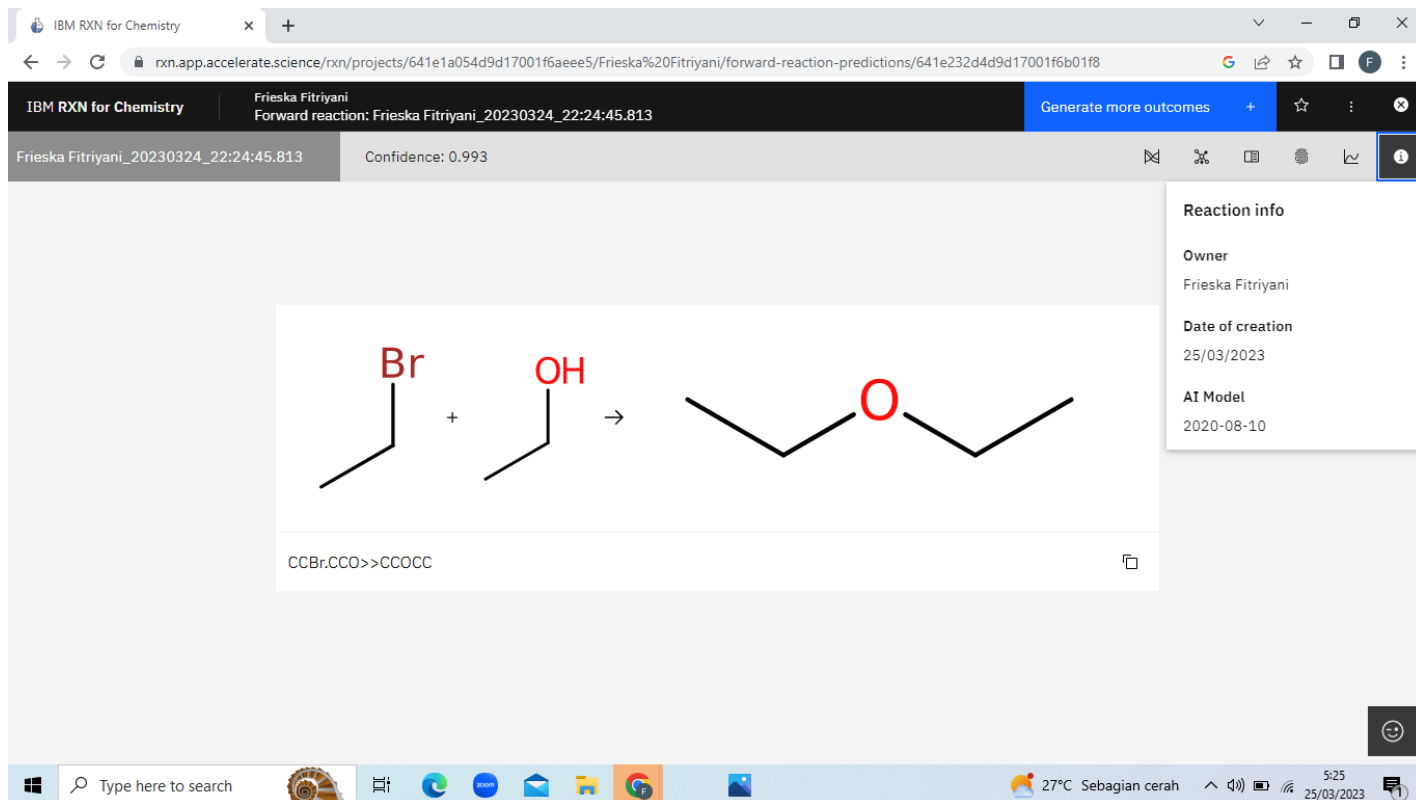 IBM RXN for Chemistry
rxn.app.accelerate.science/rxn/projects/641e1a054d9d17001f6aeee5/Frieska%20Fitriyani/forward-reaction-predictions/641e232d4d9d17001f6b01f8
G
F
IBM RXN for Chemistry
Frieska Fitriyani
Forward reaction: Frieska Fitriyani_20230324_22:24:45.813
Generate more outcomes +
Frieska Fitriyani_20230324_22:24:45.813
Confidence: 0.993
Reaction info
Owner
Frieska Fitriyani
Date of creation
25/03/2023
AI Model
2020-08-10
Br
+
OH
→
O
CCBr.CCO>>CCOCC
Type here to search
zoom
F
27°C Sebagian cerah
5:25
25/03/2023
1